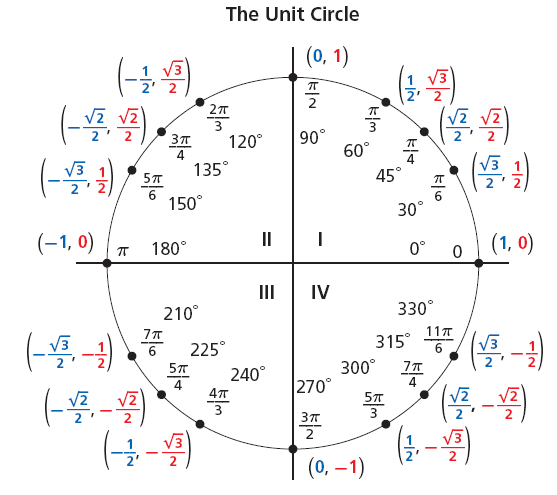 The Unit Circle
(0, 1)
(−1/2, √3/2)
(1/2, √3/2)
π/2
2π/3
π/3
(−√2/2, √2/2)
(√2/2, √2/2)
3π/4
120°
90°
60°
π/4
(−√3/2, 1/2)
(√3/2, 1/2)
135°
45°
5π/6
π/6
150°
30°
(−1, 0)
π
180°
II
I
0°
0
(1, 0)
III
IV
210°
330°
7π/6
11π/6
(−√3/2, −1/2)
(√3/2, −1/2)
225°
315°
5π/4
7π/4
240°
300°
(−√2/2, −√2/2)
(√2/2, −√2/2)
4π/3
270°
5π/3
3π/2
(−1/2, −√3/2)
(1/2, −√3/2)
(0, −1)